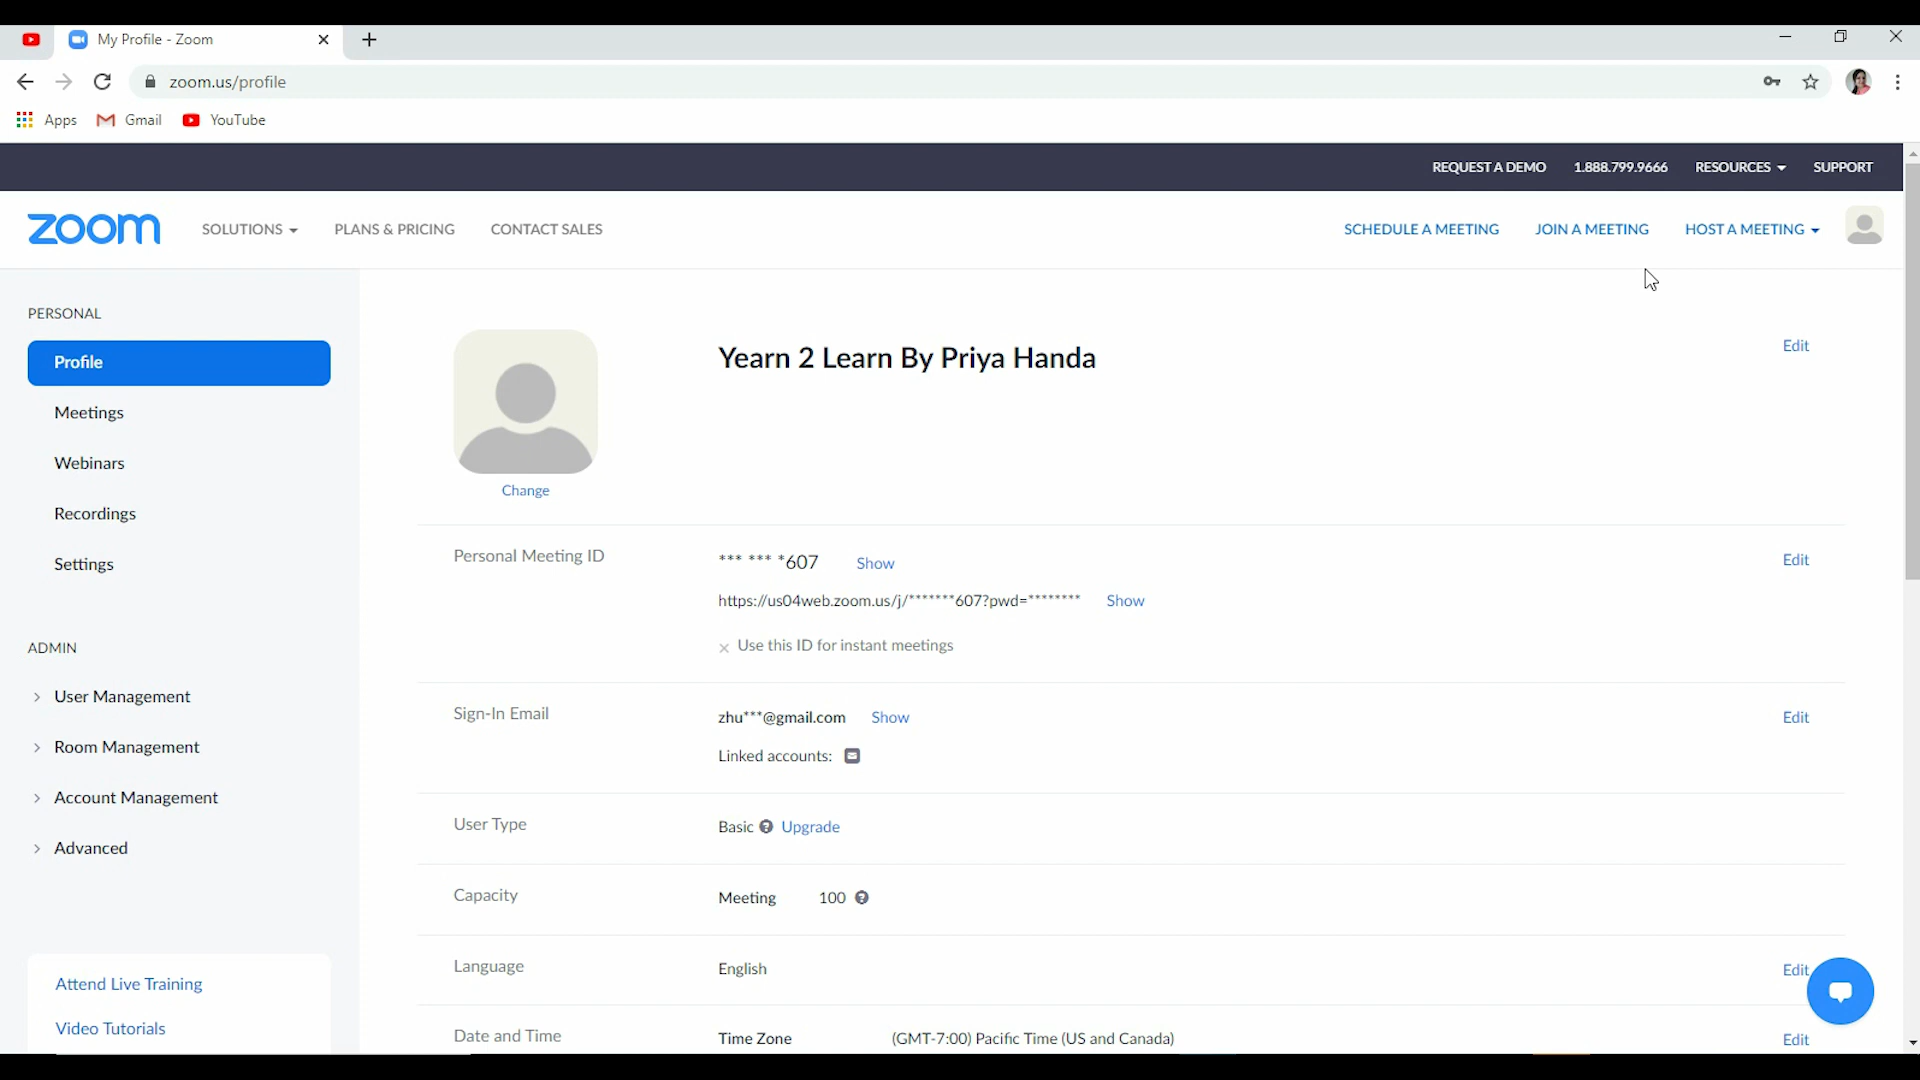 My Profile - Zoom
zoom.us/profile
Apps Gmail YouTube
REQUEST A DEMO 1.888.799.9666 RESOURCES SUPPORT
zoom SOLUTIONS PLANS & PRICING CONTACT SALES SCHEDULE A MEETING JOIN A MEETING HOST A MEETING
PERSONAL
Profile
Meetings
Webinars
Recordings
Settings
ADMIN
User Management
Room Management
Account Management
Advanced
Attend Live Training
Video Tutorials
Yearn 2 Learn By Priya Handa Edit
Change
Personal Meeting ID *** *** *607 Show Edit
https://us04web.zoom.us/j/*******607?pwd=******** Show
× Use this ID for instant meetings
Sign-In Email zhu***@gmail.com Show Edit
Linked accounts:
User Type Basic Upgrade
Capacity Meeting 100
Language English Edit
Date and Time Time Zone (GMT-7:00) Pacific Time (US and Canada) Edit